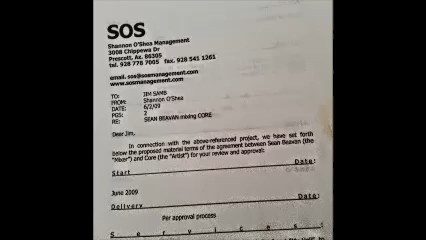 SOS
Shannon O'Shea Management
3008 Chippewa Dr
Prescott, Az. 86305
tel. 928 778 7005 fax. 928 541 1261
email. sos@sosmanagement.com
www.sosmanagement.com
TO: JIM SAMB
FROM: Shannon O'Shea
DATE: 6/2/09
PGS: 2
RE: SEAN BEAVAN mixing CORE
Dear Jim,
In connection with the above-referenced project, we have set forth
below the proposed material terms of the agreement between Sean Beavan (the
"Mixer") and Core (the "Artist") for your review and approval:
Start Date:
June 2009
Delivery Date:
Per approval process
Services: